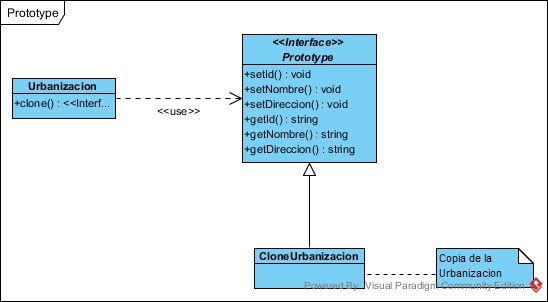 Prototype
<<Interface>>
Prototype
+setId() : void
+setNombre() : void
+setDireccion() : void
+getId() : string
+getNombre() : string
+getDireccion() : string
Urbanizacion
+clone() : <<Interf...
<<use>>
CloneUrbanizacion
Copia de la
Urbanizacion
Powered By Visual Paradigm Community Edition